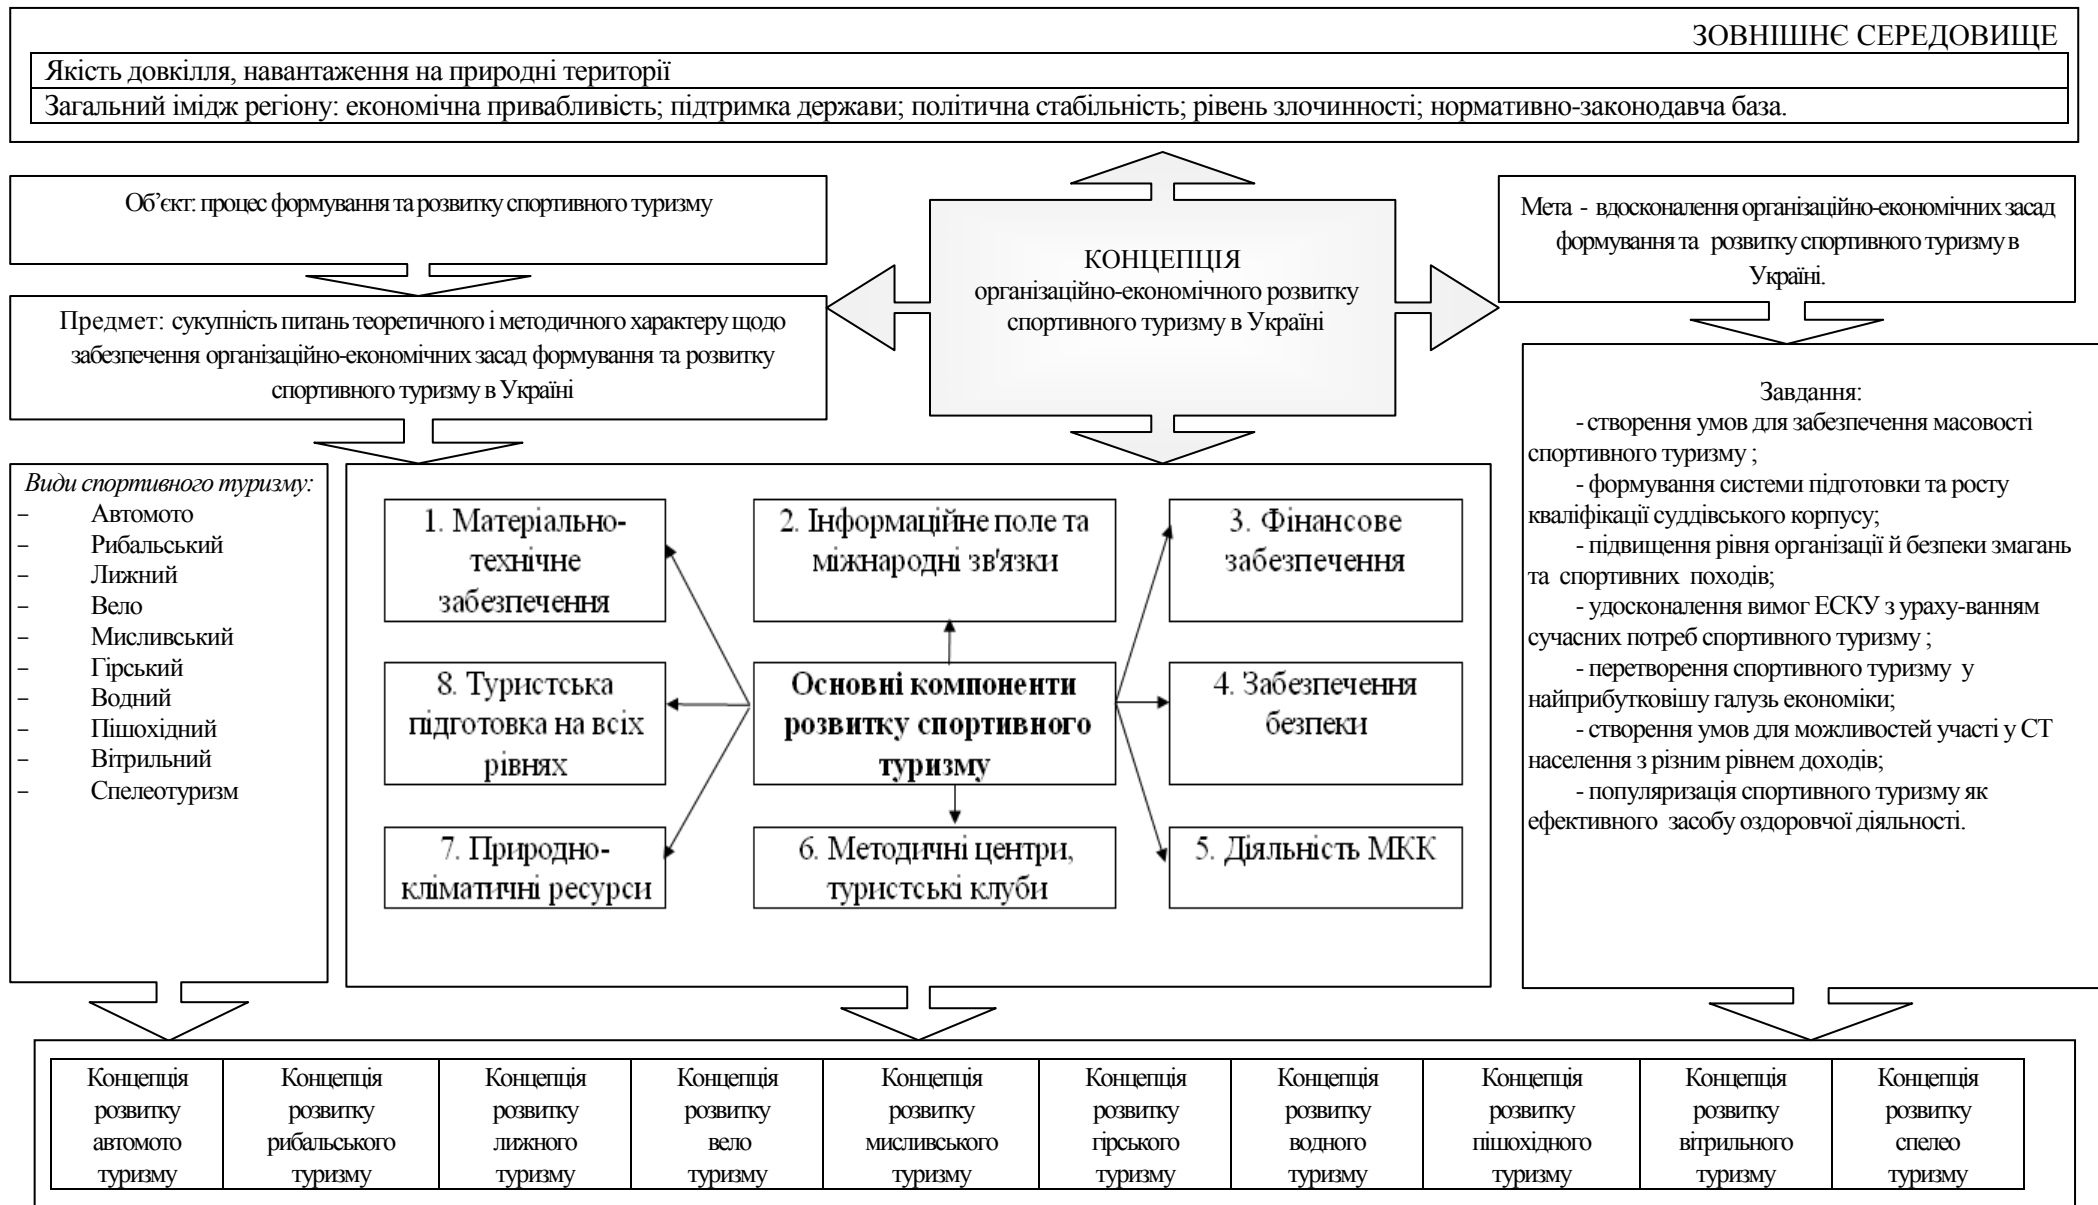 ЗОВНІШНЄ СЕРЕДОВИЩЕ
Якість довкілля, навантаження на природні території
Загальний імідж регіону: економічна привабливість; підтримка держави; політична стабільність; рівень злочинності; нормативно-законодавча база.
Об’єкт: процес формування та розвитку спортивного туризму
Предмет: сукупність питань теоретичного і методичного характеру щодо
забезпечення організаційно-економічних засад формування та розвитку
спортивного туризму в Україні
КОНЦЕПЦІЯ
організаційно-економічного розвитку
спортивного туризму в Україні
Мета - вдосконалення організаційно-економічних засад
формування та розвитку спортивного туризму в
Україні.
Види спортивного туризму:
– Автомото
– Рибальський
– Лижний
– Вело
– Мисливський
– Гірський
– Водний
– Пішохідний
– Вітрильний
– Спелеотуризм
1. Матеріально-
технічне
забезпечення
2. Інформаційне поле та
міжнародні зв'язки
3. Фінансове
забезпечення
8. Туристська
підготовка на всіх
рівнях
Основні компоненти
розвитку спортивного
туризму
4. Забезпечення
безпеки
7. Природно-
кліматичні ресурси
6. Методичні центри,
туристські клуби
5. Діяльність МКК
Завдання:
- створення умов для забезпечення масовості
спортивного туризму ;
- формування системи підготовки та росту
кваліфікації суддівського корпусу;
- підвищення рівня організації й безпеки змагань
та спортивних походів;
- удосконалення вимог ЕСКУ з ураху-ванням
сучасних потреб спортивного туризму ;
- перетворення спортивного туризму у
найприбутковішу галузь економіки;
- створення умов для можливостей участі у СТ
населення з різним рівнем доходів;
- популяризація спортивного туризму як
ефективного засобу оздоровчої діяльності.
Концепція
розвитку
автомото
туризму
Концепція
розвитку
рибальського
туризму
Концепція
розвитку
лижного
туризму
Концепція
розвитку
вело
туризму
Концепція
розвитку
мисливського
туризму
Концепція
розвитку
гірського
туризму
Концепція
розвитку
водного
туризму
Концепція
розвитку
пішохідного
туризму
Концепція
розвитку
вітрильного
туризму
Концепція
розвитку
спелео
туризму